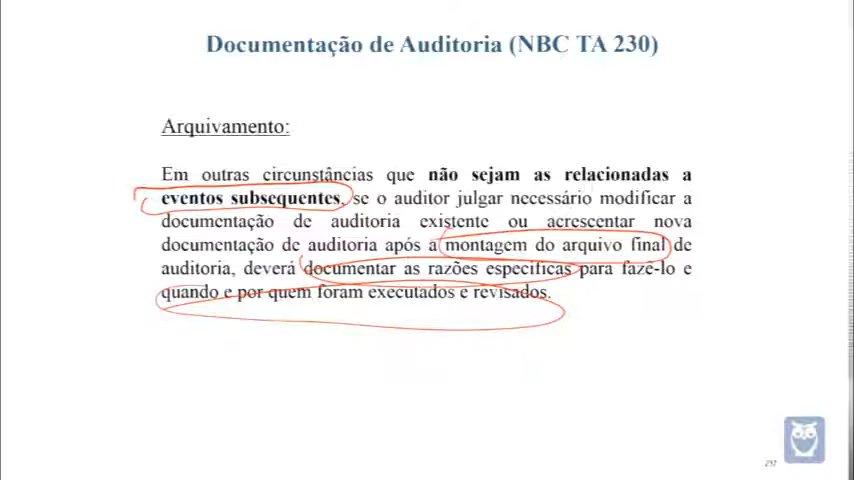 Documentação de Auditoria (NBC TA 230)
Arquivamento:
Em outras circunstâncias que não sejam as relacionadas a
eventos subsequentes, se o auditor julgar necessário modificar a
documentação de auditoria existente ou acrescentar nova
documentação de auditoria após a montagem do arquivo final de
auditoria, deverá documentar as razões específicas para fazê-lo e
quando e por quem foram executados e revisados.
237